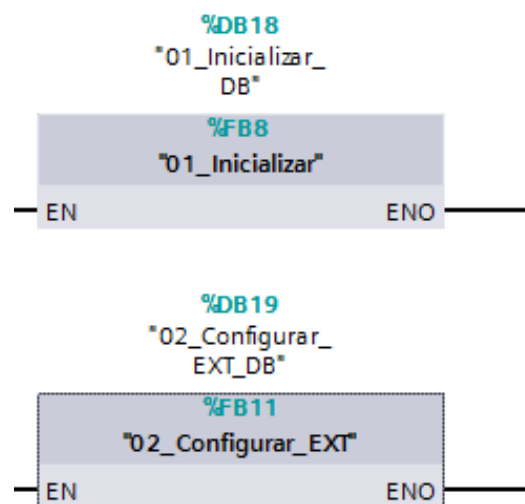 %DB18
"01_Inicializar_
DB"
%FB8
"01_Inicializar"
EN ENO
%DB19
"02_Configurar_
EXT_DB"
%FB11
"02_Configurar_EXT"
EN ENO